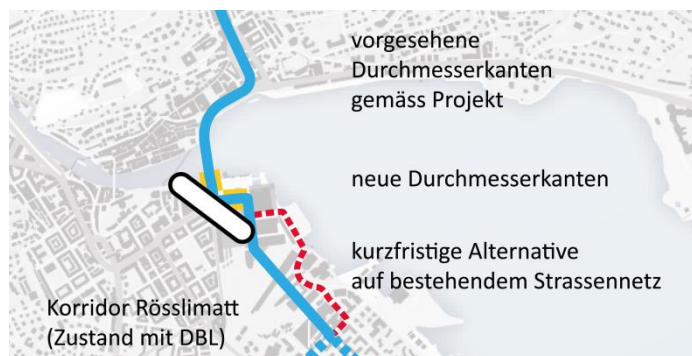 vorgesehene
Durchmesserkanten
gemäss Projekt
neue Durchmesserkanten
kurzfristige Alternative
auf bestehendem Strassennetz
Korridor Rösslimatt
(Zustand mit DBL)